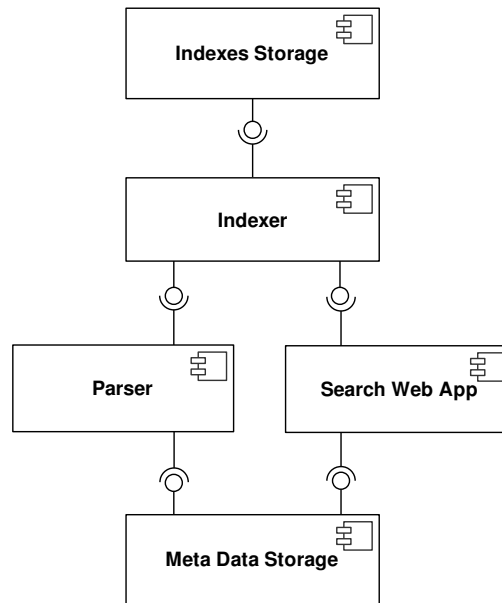 Indexes Storage
Indexer
Parser
Search Web App
Meta Data Storage